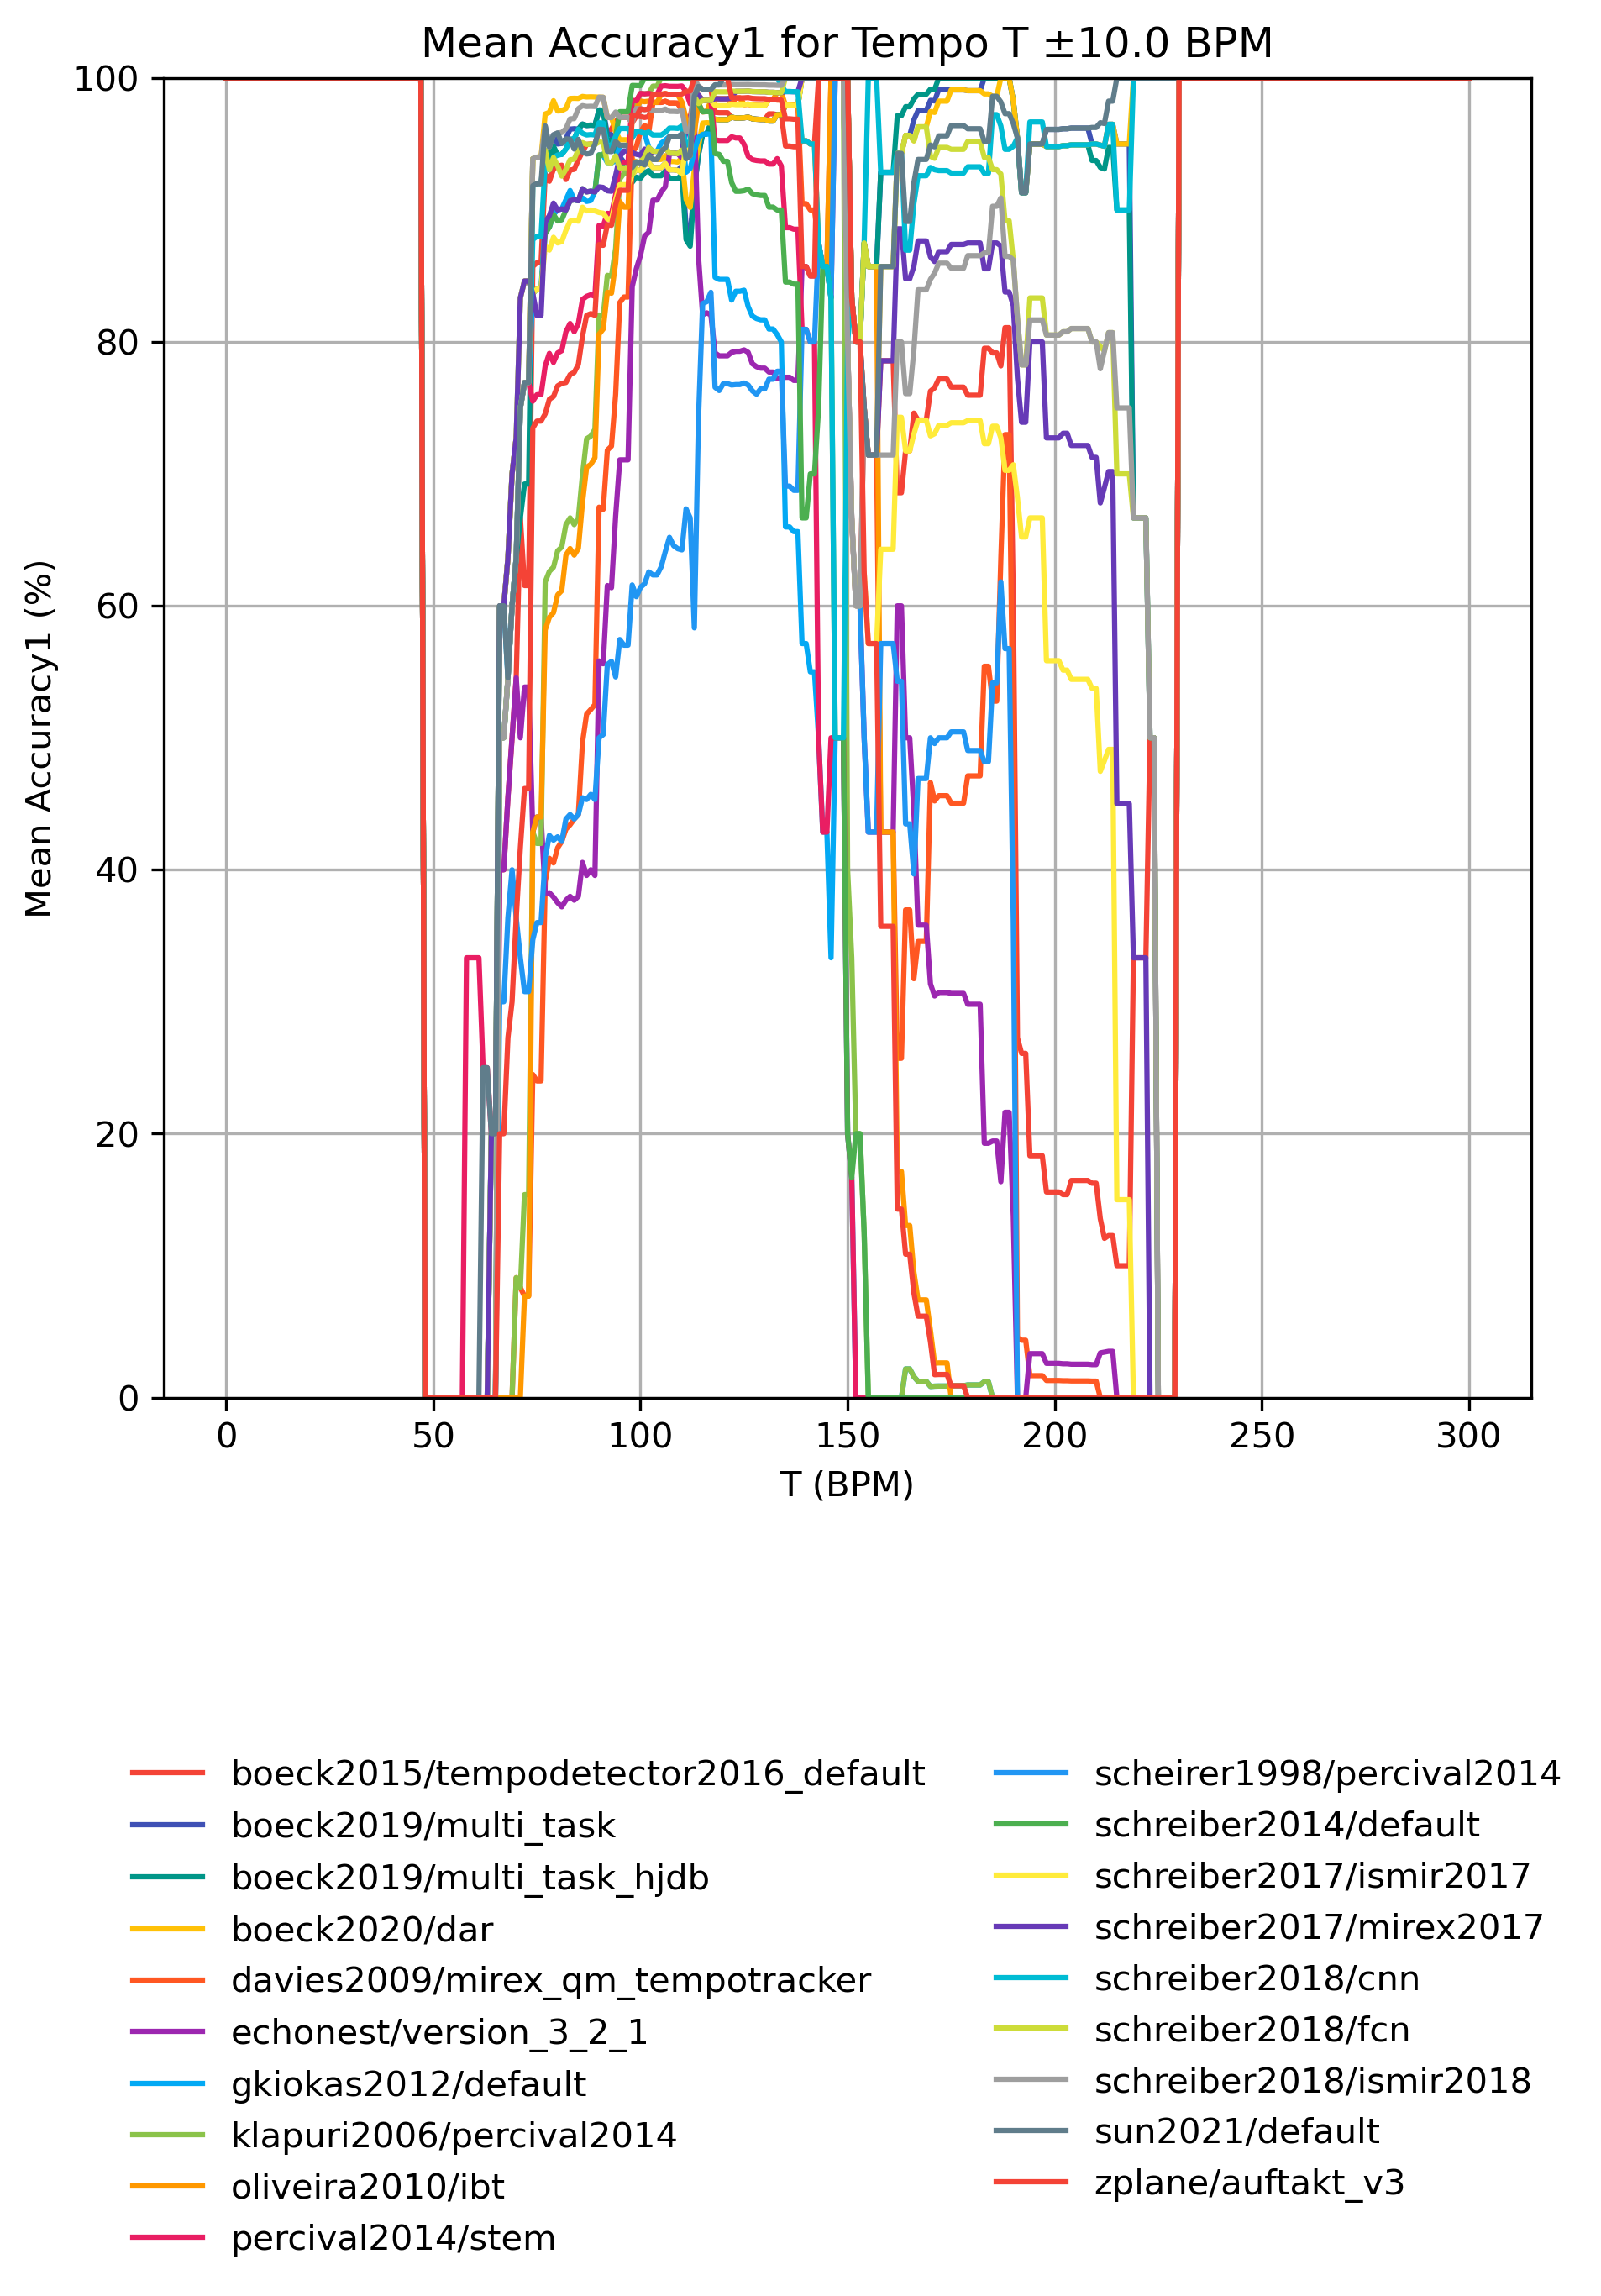 Mean Accuracy1 for Tempo T ±10.0 BPM
100
80
60
40
20
0
Mean Accuracy1 (%)
0 50 100 150 200 250 300
T (BPM)
boeck2015/tempodetector2016_default
boeck2019/multi_task
boeck2019/multi_task_hjdb
boeck2020/dar
davies2009/mirex_qm_tempotracker
echonest/version_3_2_1
gkiokas2012/default
klapuri2006/percival2014
oliveira2010/ibt
percival2014/stem
scheirer1998/percival2014
schreiber2014/default
schreiber2017/ismir2017
schreiber2017/mirex2017
schreiber2018/cnn
schreiber2018/fcn
schreiber2018/ismir2018
sun2021/default
zplane/auftakt_v3